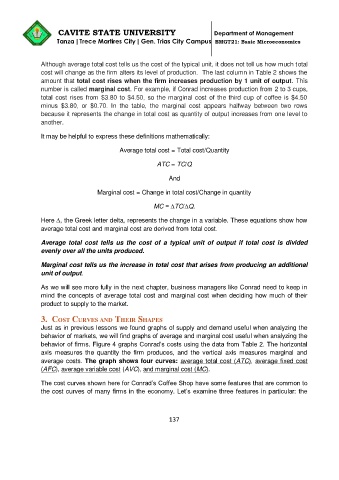 CAVITE STATE UNIVERSITY
Department of Management
Tanza | Trece Martires City | Gen. Trias City Campus
BMGT21: Basic Microeconomics
Although average total cost tells us the cost of the typical unit, it does not tell us how much total
cost will change as the firm alters its level of production. The last column in Table 2 shows the
amount that total cost rises when the firm increases production by 1 unit of output. This
number is called marginal cost. For example, if Conrad increases production from 2 to 3 cups,
total cost rises from $3.80 to $4.50, so the marginal cost of the third cup of coffee is $4.50
minus $3.80, or $0.70. In the table, the marginal cost appears halfway between two rows
because it represents the change in total cost as quantity of output increases from one level to
another.
It may be helpful to express these definitions mathematically:
Average total cost = Total cost/Quantity
ATC = TC/Q
And
Marginal cost = Change in total cost/Change in quantity
MC = ∆TC/∆Q.
Here ∆, the Greek letter delta, represents the change in a variable. These equations show how
average total cost and marginal cost are derived from total cost.
Average total cost tells us the cost of a typical unit of output if total cost is divided
evenly over all the units produced.
Marginal cost tells us the increase in total cost that arises from producing an additional
unit of output.
As we will see more fully in the next chapter, business managers like Conrad need to keep in
mind the concepts of average total cost and marginal cost when deciding how much of their
product to supply to the market.
3. COST CURVES AND THEIR SHAPES
Just as in previous lessons we found graphs of supply and demand useful when analyzing the
behavior of markets, we will find graphs of average and marginal cost useful when analyzing the
behavior of firms. Figure 4 graphs Conrad's costs using the data from Table 2. The horizontal
axis measures the quantity the firm produces, and the vertical axis measures marginal and
average costs. The graph shows four curves: average total cost (ATC), average fixed cost
(AFC), average variable cost (AVC), and marginal cost (MC).
The cost curves shown here for Conrad's Coffee Shop have some features that are common to
the cost curves of many firms in the economy. Let's examine three features in particular: the
137